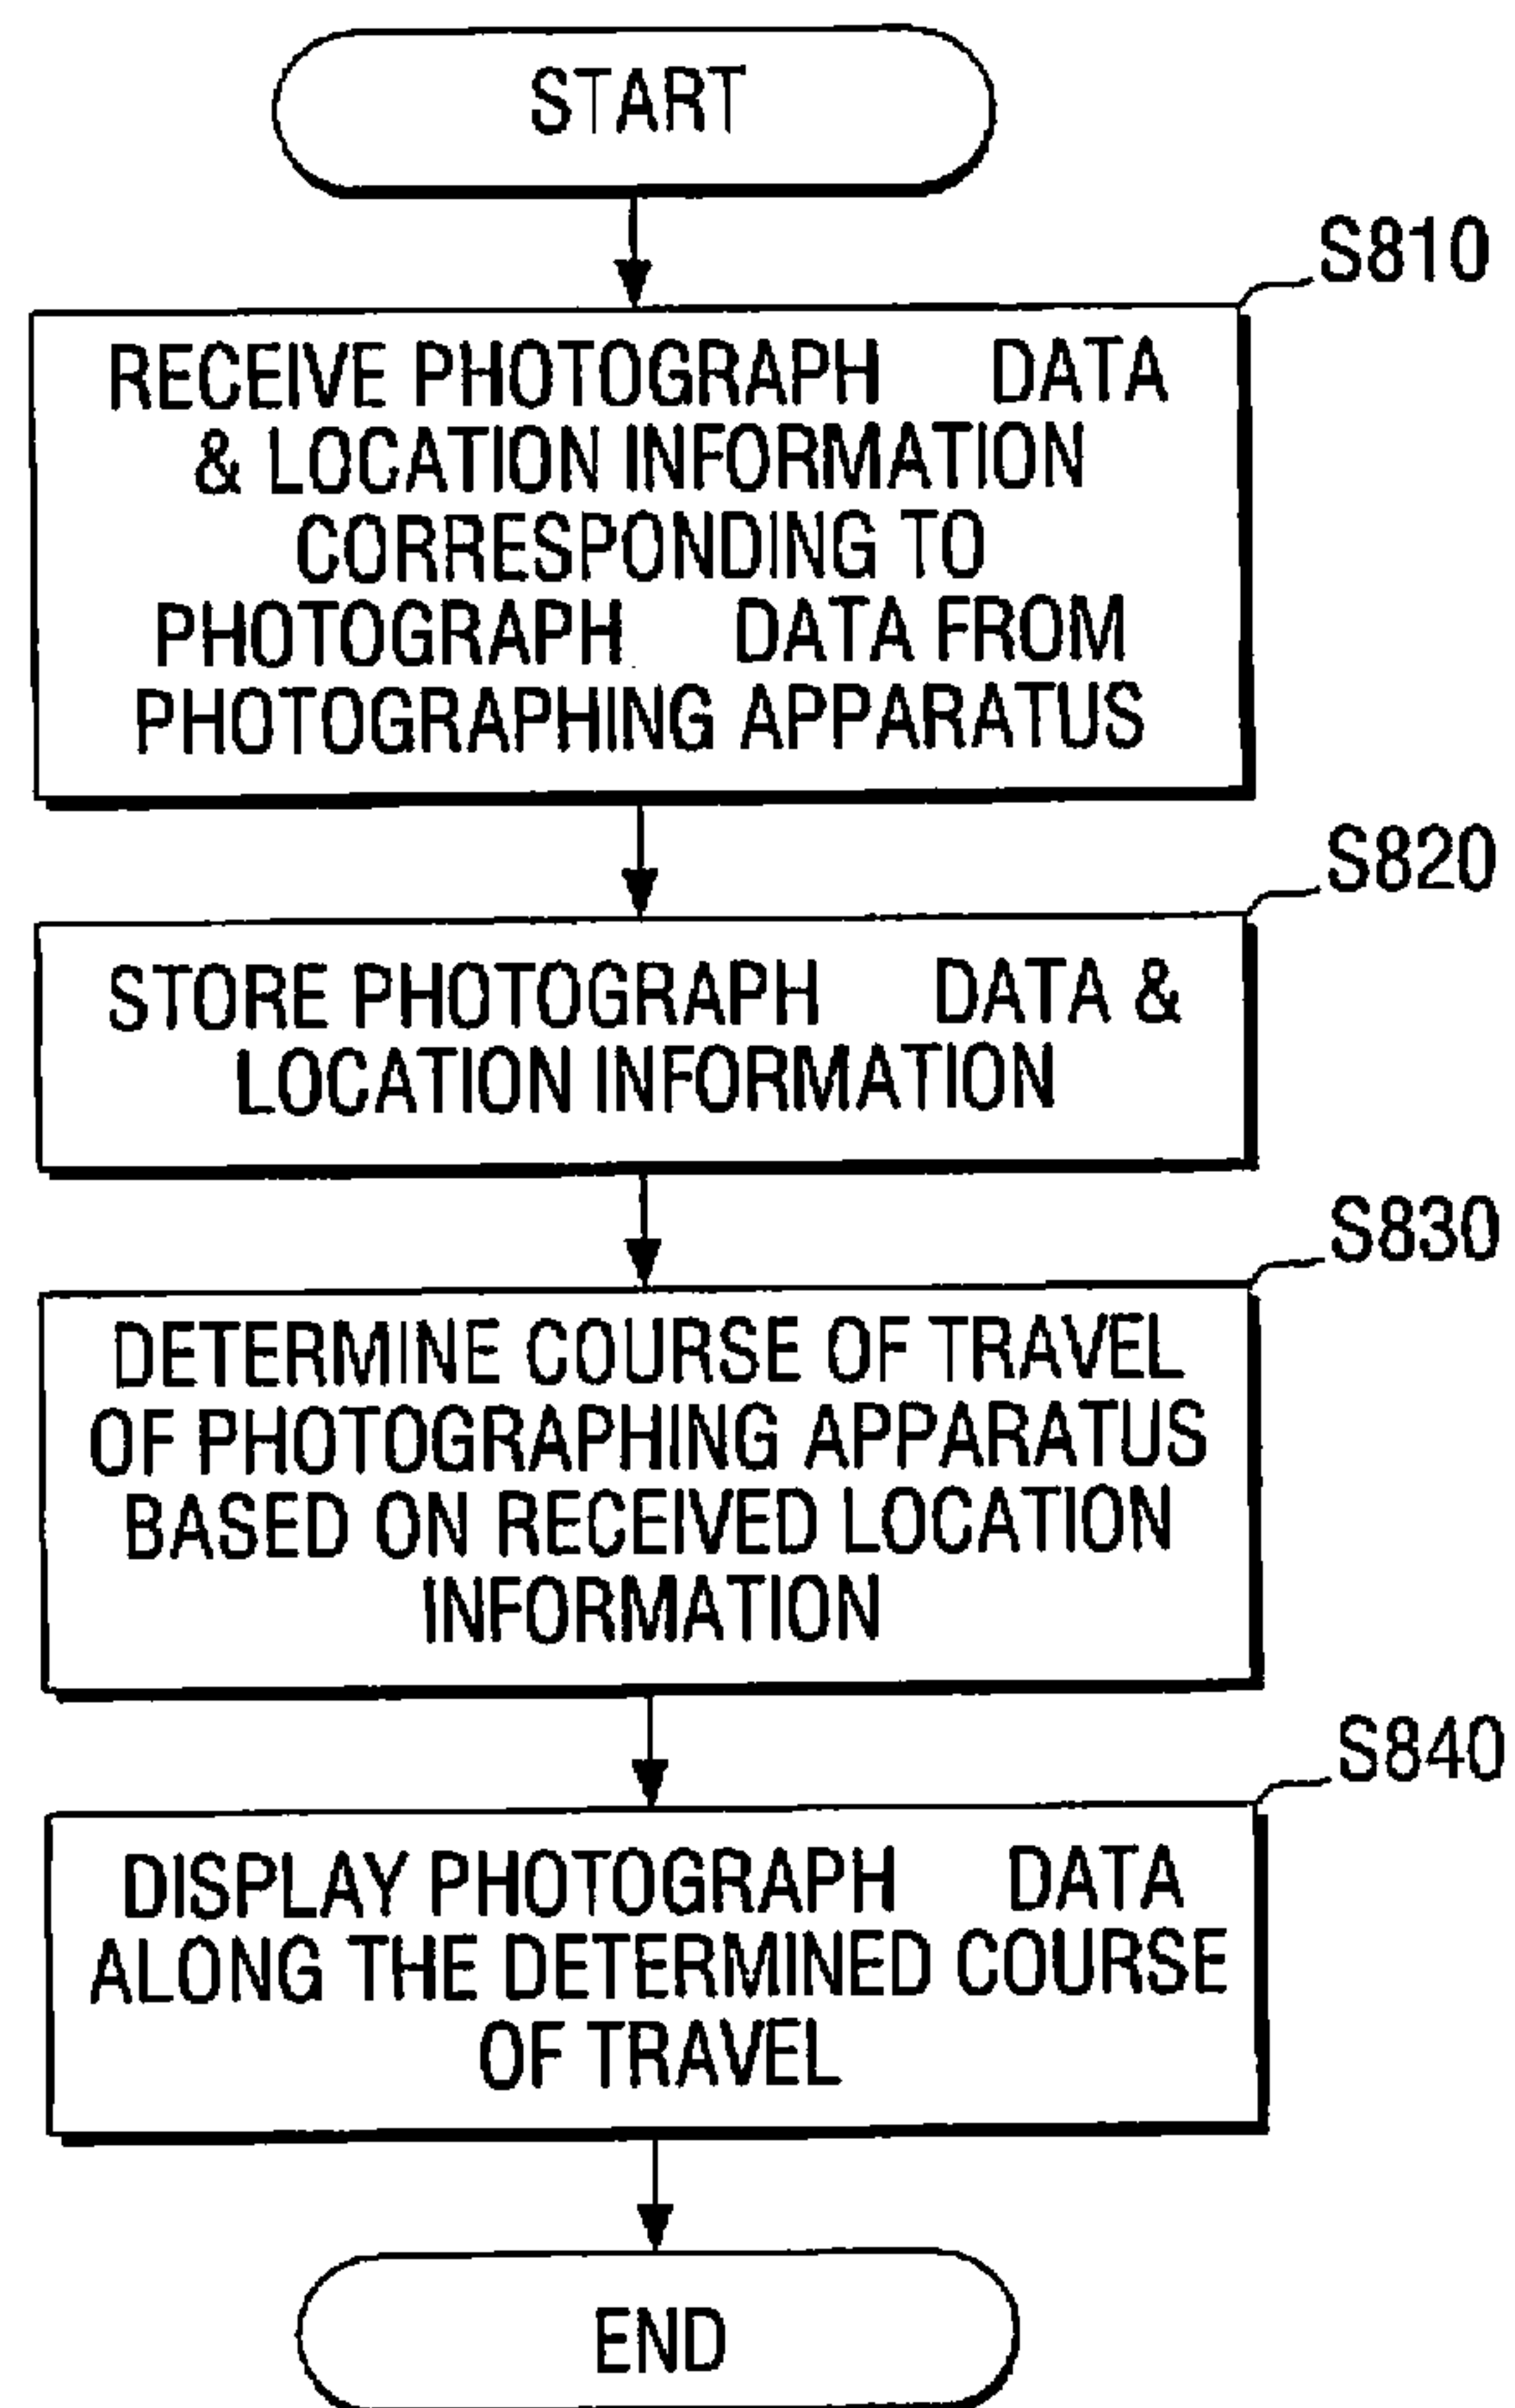 START
S810
RECEIVE PHOTOGRAPH DATA
& LOCATION INFORMATION
CORRESPONDING TO
PHOTOGRAPH DATA FROM
PHOTOGRAPHING APPARATUS
S820
STORE PHOTOGRAPH DATA &
LOCATION INFORMATION
S830
DETERMINE COURSE OF TRAVEL
OF PHOTOGRAPHING APPARATUS
BASED ON RECEIVED LOCATION
INFORMATION
S840
DISPLAY PHOTOGRAPH DATA
ALONG THE DETERMINED COURSE
OF TRAVEL
END